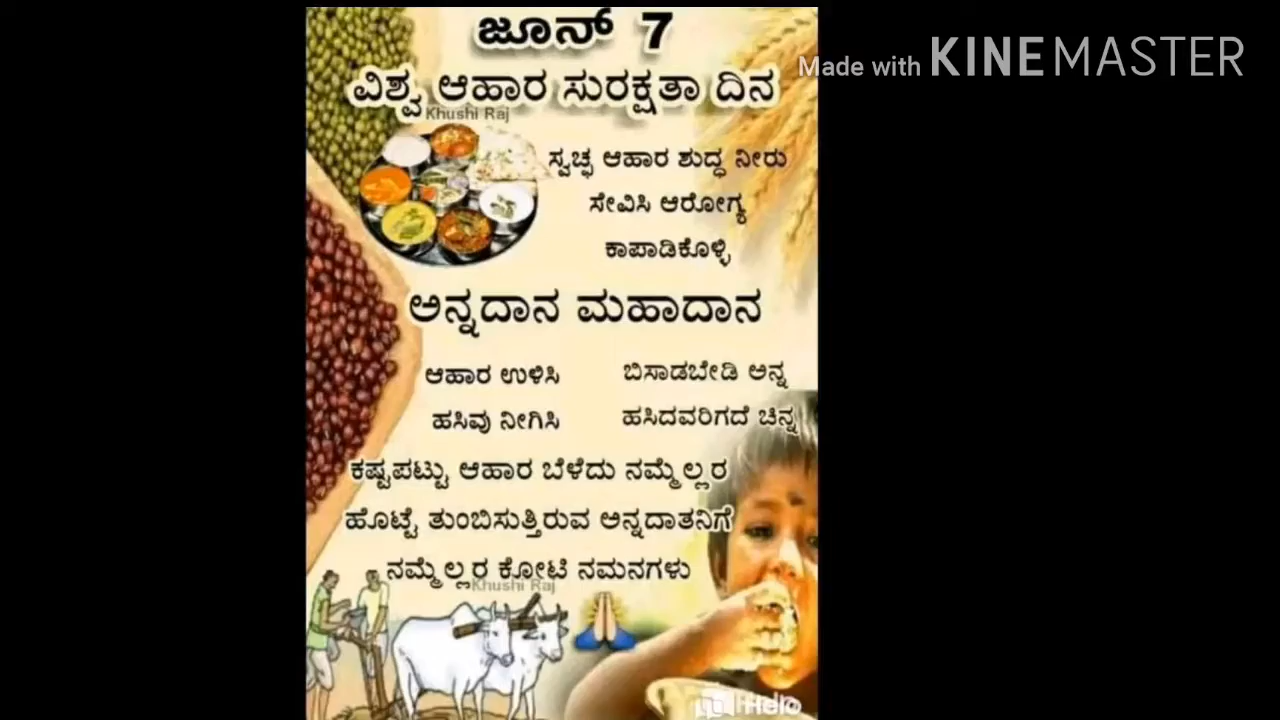 ಜೂನ್ 7
Made with KINEMASTER
ವಿಶ್ವ ಆಹಾರ ಸುರಕ್ಷತಾ ದಿನ
Khushi Raj
ಸ್ವಚ್ಛ ಆಹಾರ ಶುದ್ಧ ನೀರು
ಸೇವಿಸಿ ಆರೋಗ್ಯ
ಕಾಪಾಡಿಕೊಳ್ಳಿ
ಅನ್ನದಾನ ಮಹಾದಾನ
ಆಹಾರ ಉಳಿಸಿ
ಹಸಿವು ನೀಗಿಸಿ
ಬಿಸಾಡಬೇಡಿ ಅನ್ನ
ಹಸಿದವರಿಗದೆ ಚಿನ್ನ
ಕಷ್ಟಪಟ್ಟು ಆಹಾರ ಬೆಳೆದು ನಮ್ಮೆಲ್ಲರ
ಹೊಟ್ಟೆ ತುಂಬಿಸುತ್ತಿರುವ ಅನ್ನದಾತನಿಗೆ
ನಮ್ಮೆಲ್ಲರ ಕೋಟಿ ನಮನಗಳು
Khushi Raj
Helo